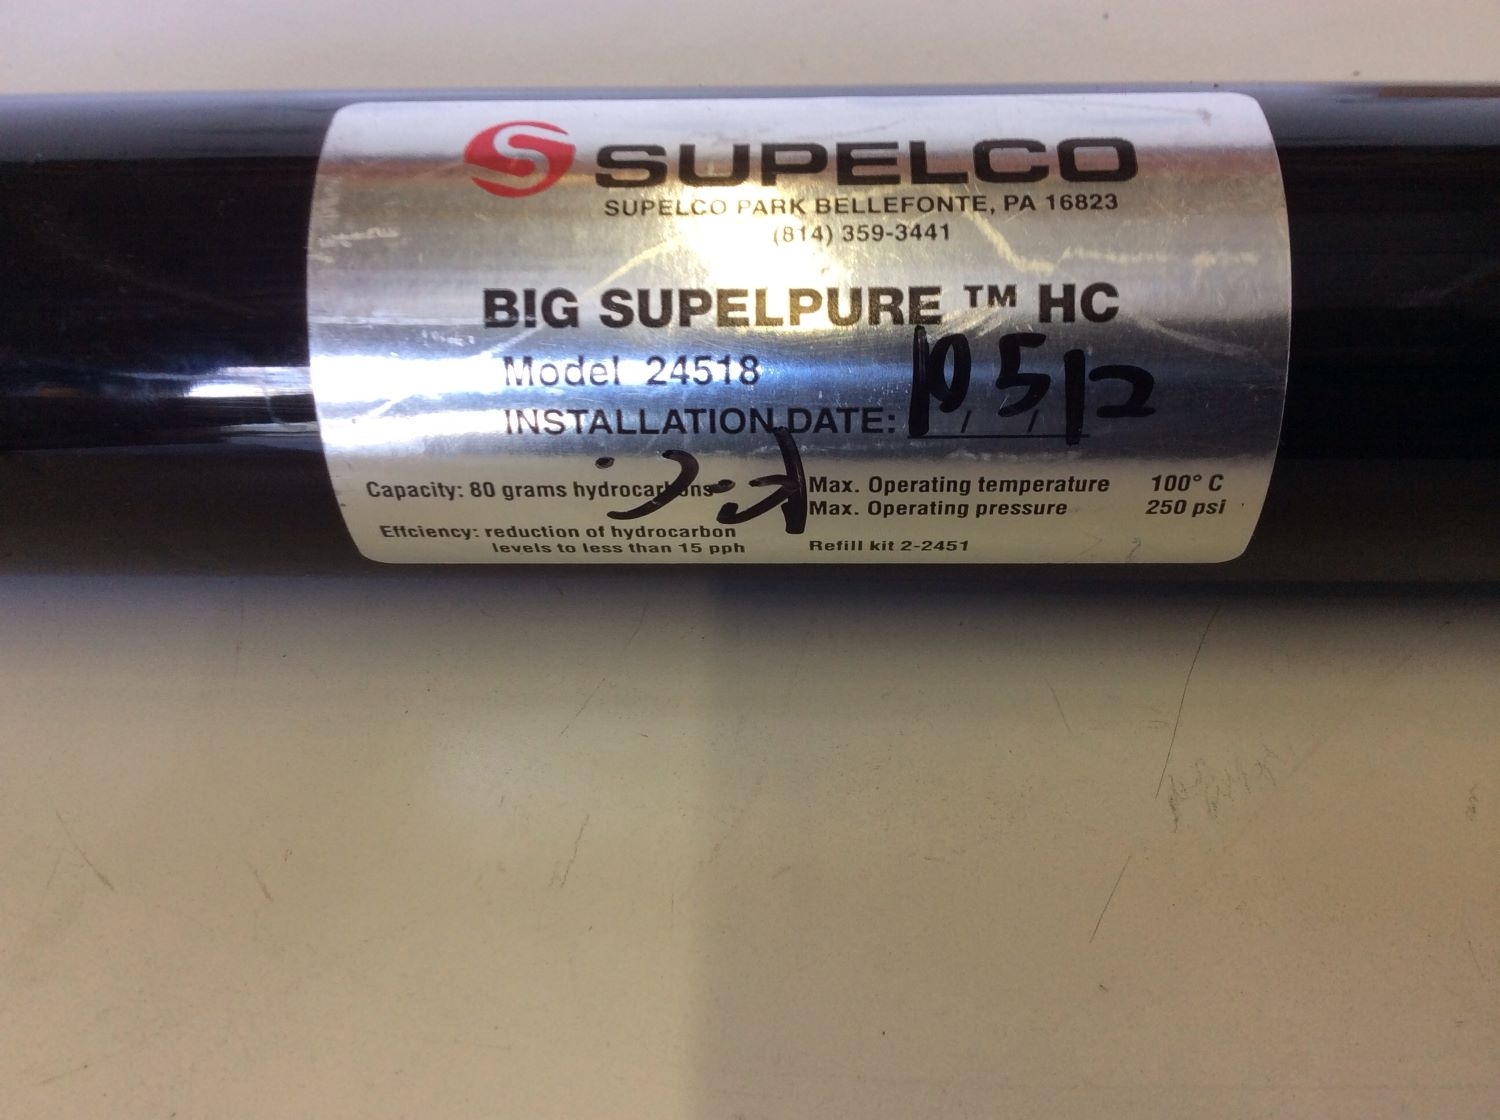 SUPELCO
SUPELCO PARK BELLEFONTE, PA 16823
(814) 359-3441
BIG SUPELPURE ™ HC
Model 24518
INSTALLATION DATE: 10/5/12
Capacity: 80 grams hydrocarbons
Effciency: reduction of hydrocarbon
levels to less than 15 pph
Max. Operating temperature 100° C
Max. Operating pressure 250 psi
Refill kit 2-2451